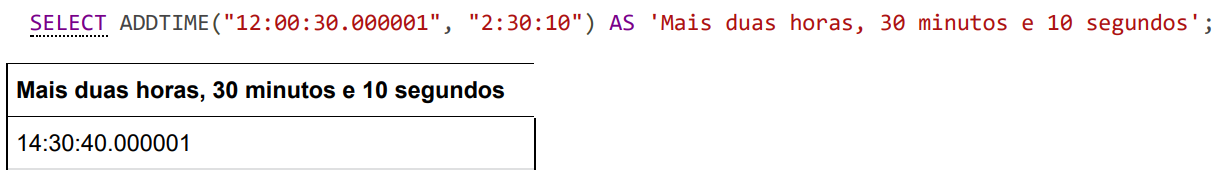 SELECT ADDTIME("12:00:30.000001", "2:30:10") AS 'Mais duas horas, 30 minutos e 10 segundos';
Mais duas horas, 30 minutos e 10 segundos
14:30:40.000001